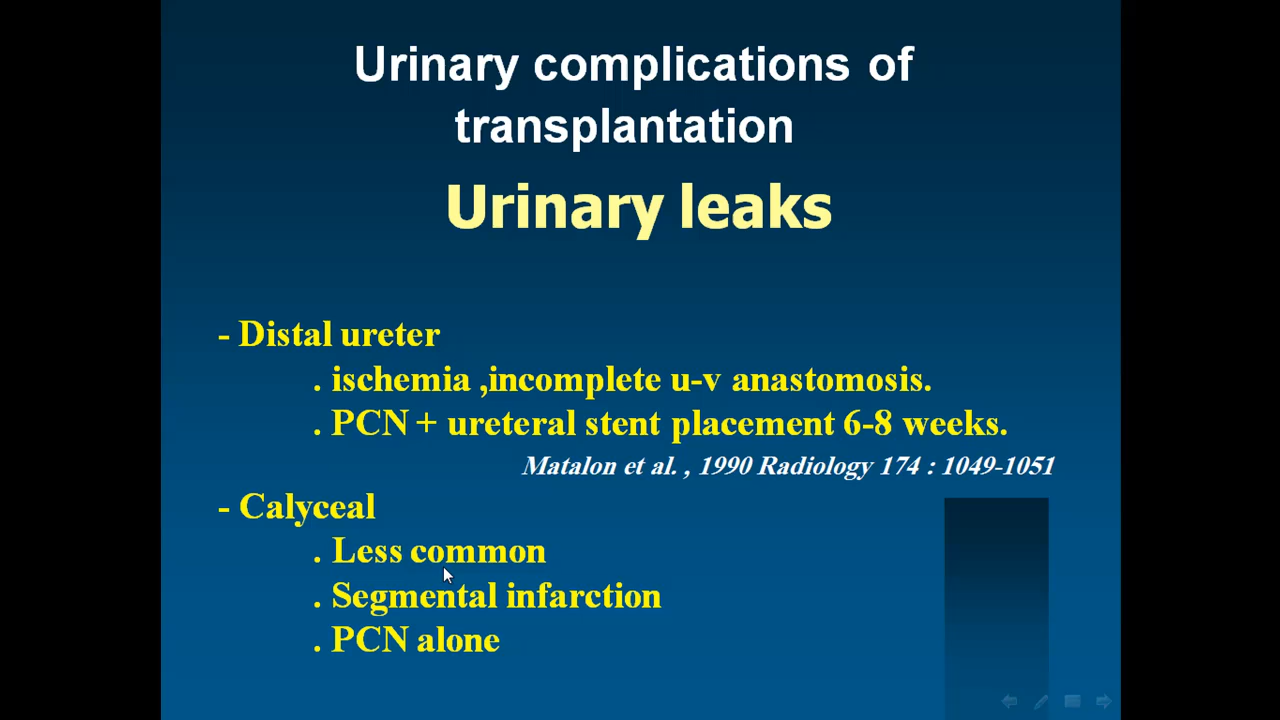 Urinary complications of
transplantation
Urinary leaks
- Distal ureter
. ischemia ,incomplete u-v anastomosis.
. PCN + ureteral stent placement 6-8 weeks.
Matalon et al. , 1990 Radiology 174 : 1049-1051
- Calyceal
. Less common
. Segmental infarction
. PCN alone